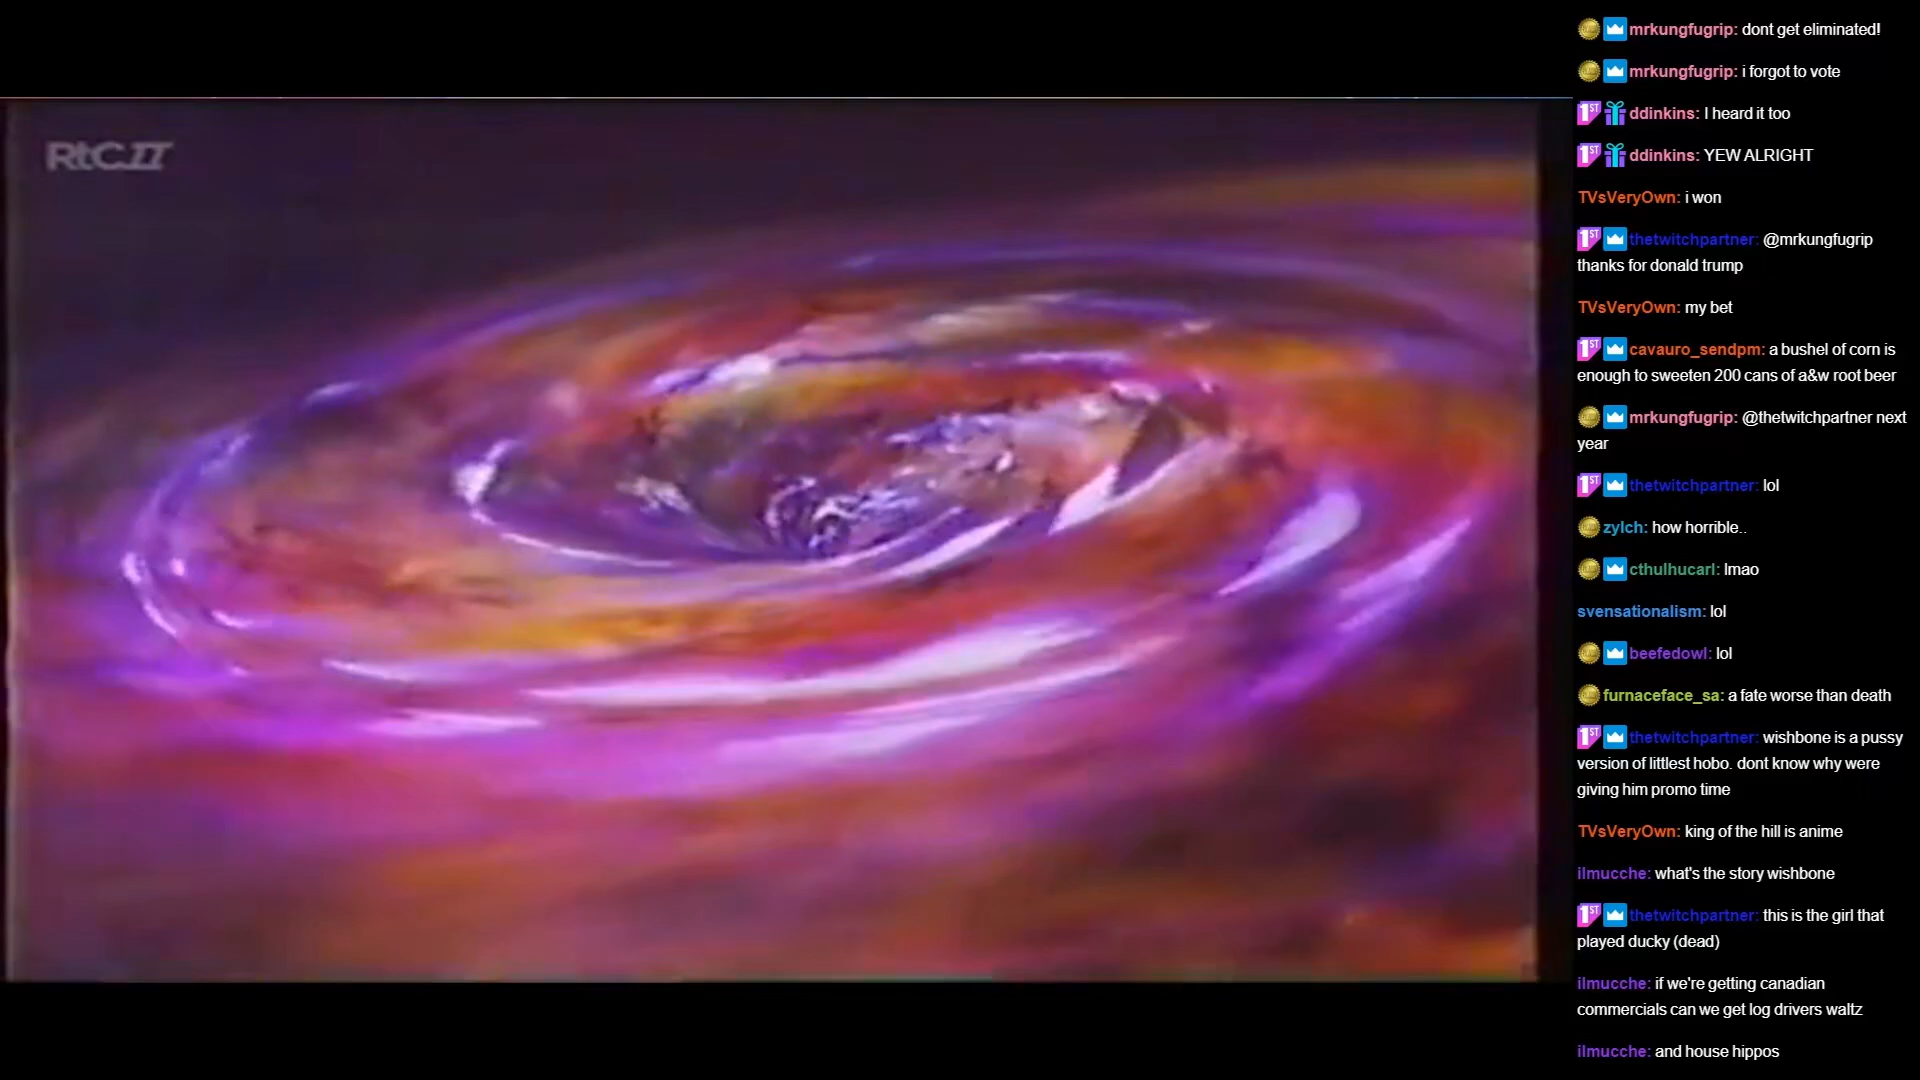 RtC II
mrkungfugrip: dont get eliminated!
mrkungfugrip: i forgot to vote
ddinkins: I heard it too
ddinkins: YEW ALRIGHT
TVsVeryOwn: i won
thetwitchpartner: @mrkungfugrip
thanks for donald trump
TVsVeryOwn: my bet
cavauro_sendpm: a bushel of corn is
enough to sweeten 200 cans of a&w root beer
mrkungfugrip: @thetwitchpartner next
year
thetwitchpartner: lol
zylch: how horrible..
cthulhucarl: lmao
svensationalism: lol
beefedowl: lol
furnaceface_sa: a fate worse than death
thetwitchpartner: wishbone is a pussy
version of littlest hobo. dont know why were
giving him promo time
TVsVeryOwn: king of the hill is anime
ilmucche: what's the story wishbone
thetwitchpartner: this is the girl that
played ducky (dead)
ilmucche: if we're getting canadian
commercials can we get log drivers waltz
ilmucche: and house hippos